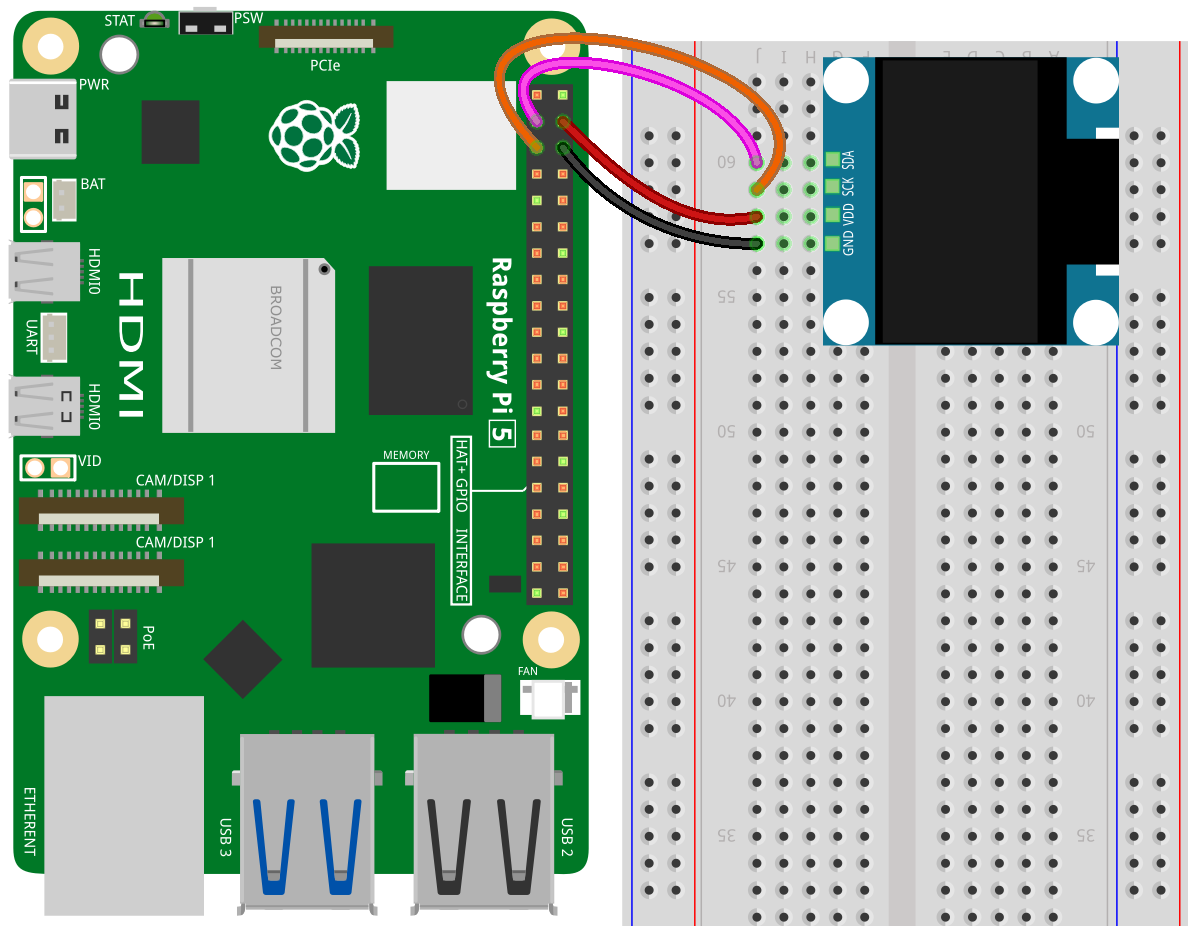 STAT
PSW
PCIe
PWR
BAT
HDMI0
UART
HDMI0
HDMI
BROADCOM
Raspberry Pi 5
VID
MEMORY
HAT+ GPIO INTERFACE
CAM/DISP 1
CAM/DISP 1
PoE
FAN
ETHERENT
USB 3
USB 2
J I H G F E D C B A
60
55
50
50
45
45
40
40
35
35
SDA
SCK
VDD
GND